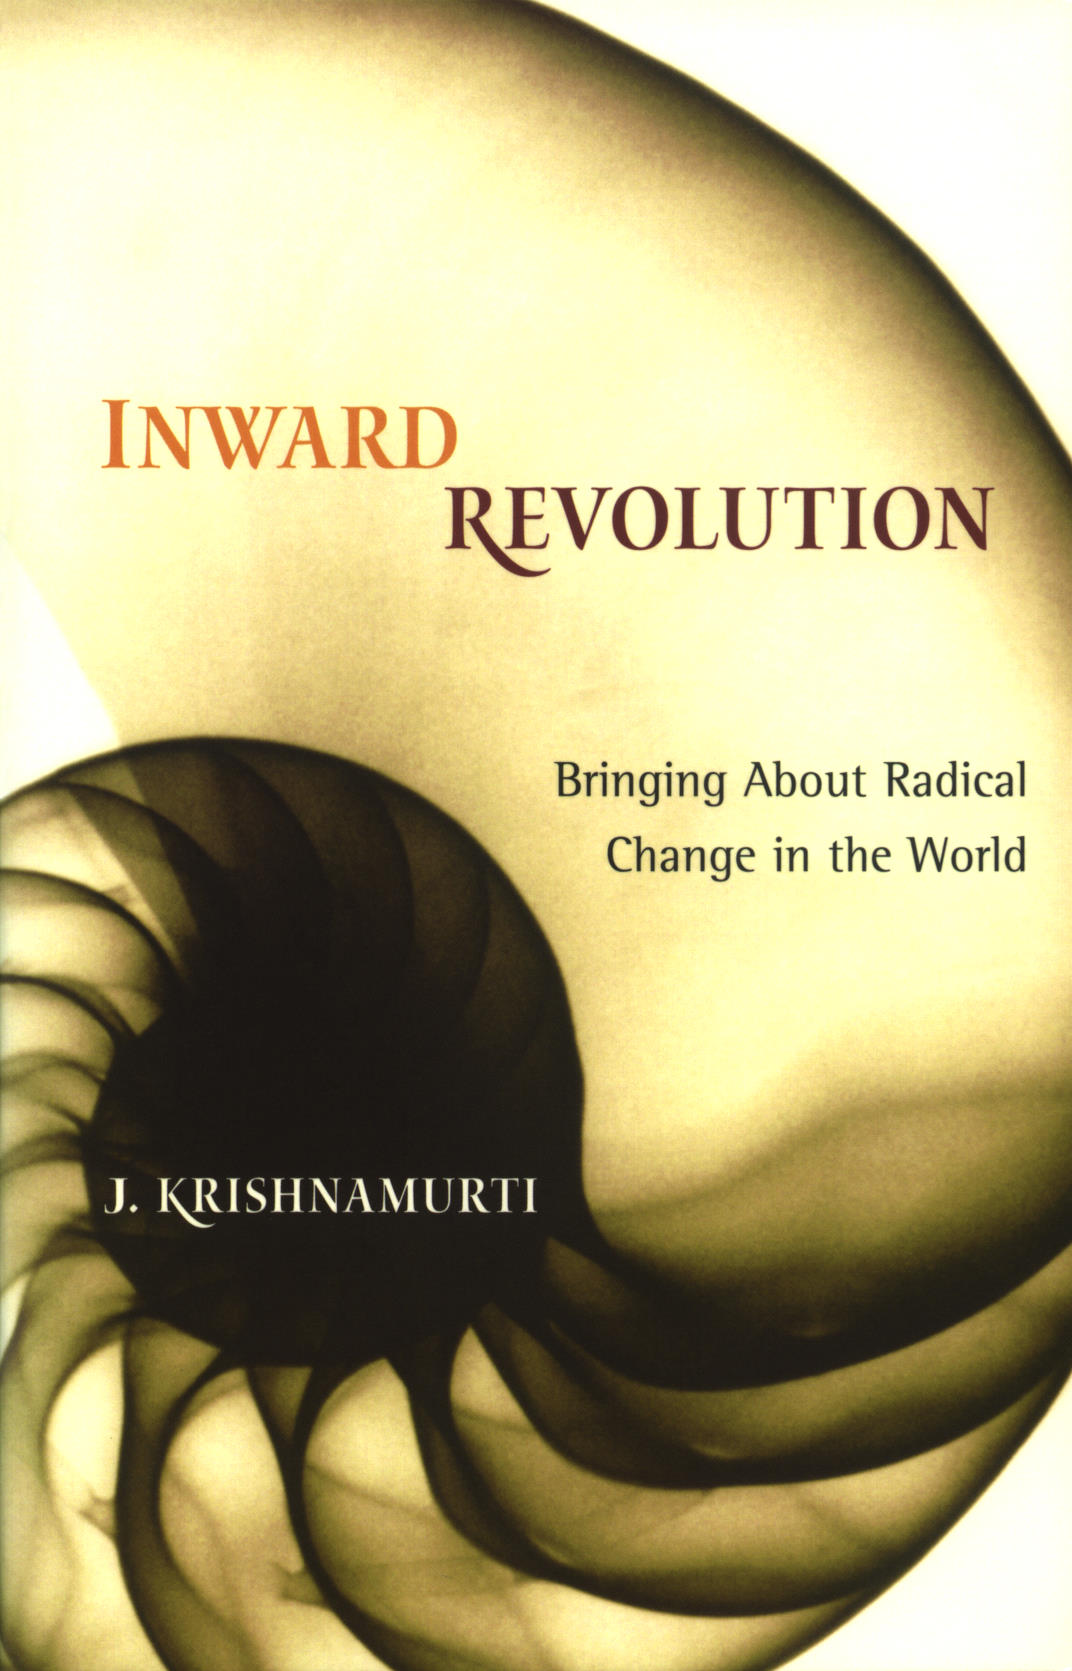 INWARD
REVOLUTION
Bringing About Radical
Change in the World
J. KRISHNAMURTI